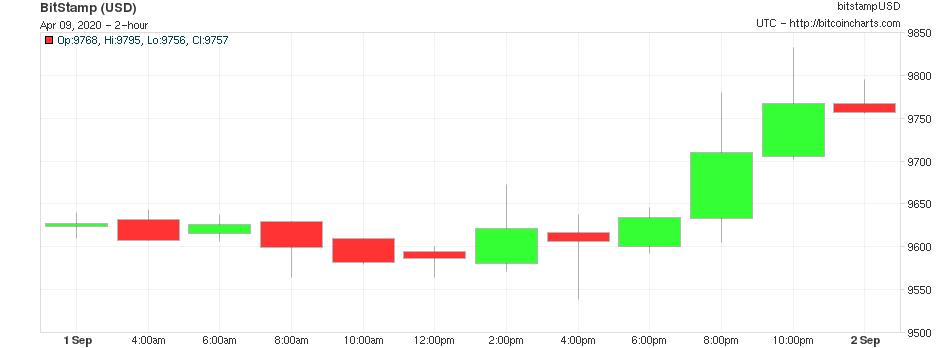 BitStamp (USD)
bitstampUSD
Apr 09, 2020 - 2-hour
UTC - http://bitcoincharts.com
Op:9768, Hi:9795, Lo:9756, Cl:9757
9850
9800
9750
9700
9650
9600
9550
9500
1 Sep 4:00am 6:00am 8:00am 10:00am 12:00pm 2:00pm 4:00pm 6:00pm 8:00pm 10:00pm 2 Sep